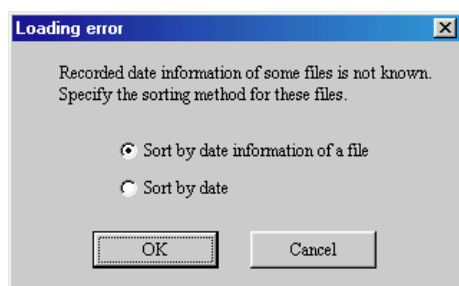 Loading error
Recorded date information of some files is not known.
Specify the sorting method for these files.
Sort by date information of a file
Sort by date
OK
Cancel